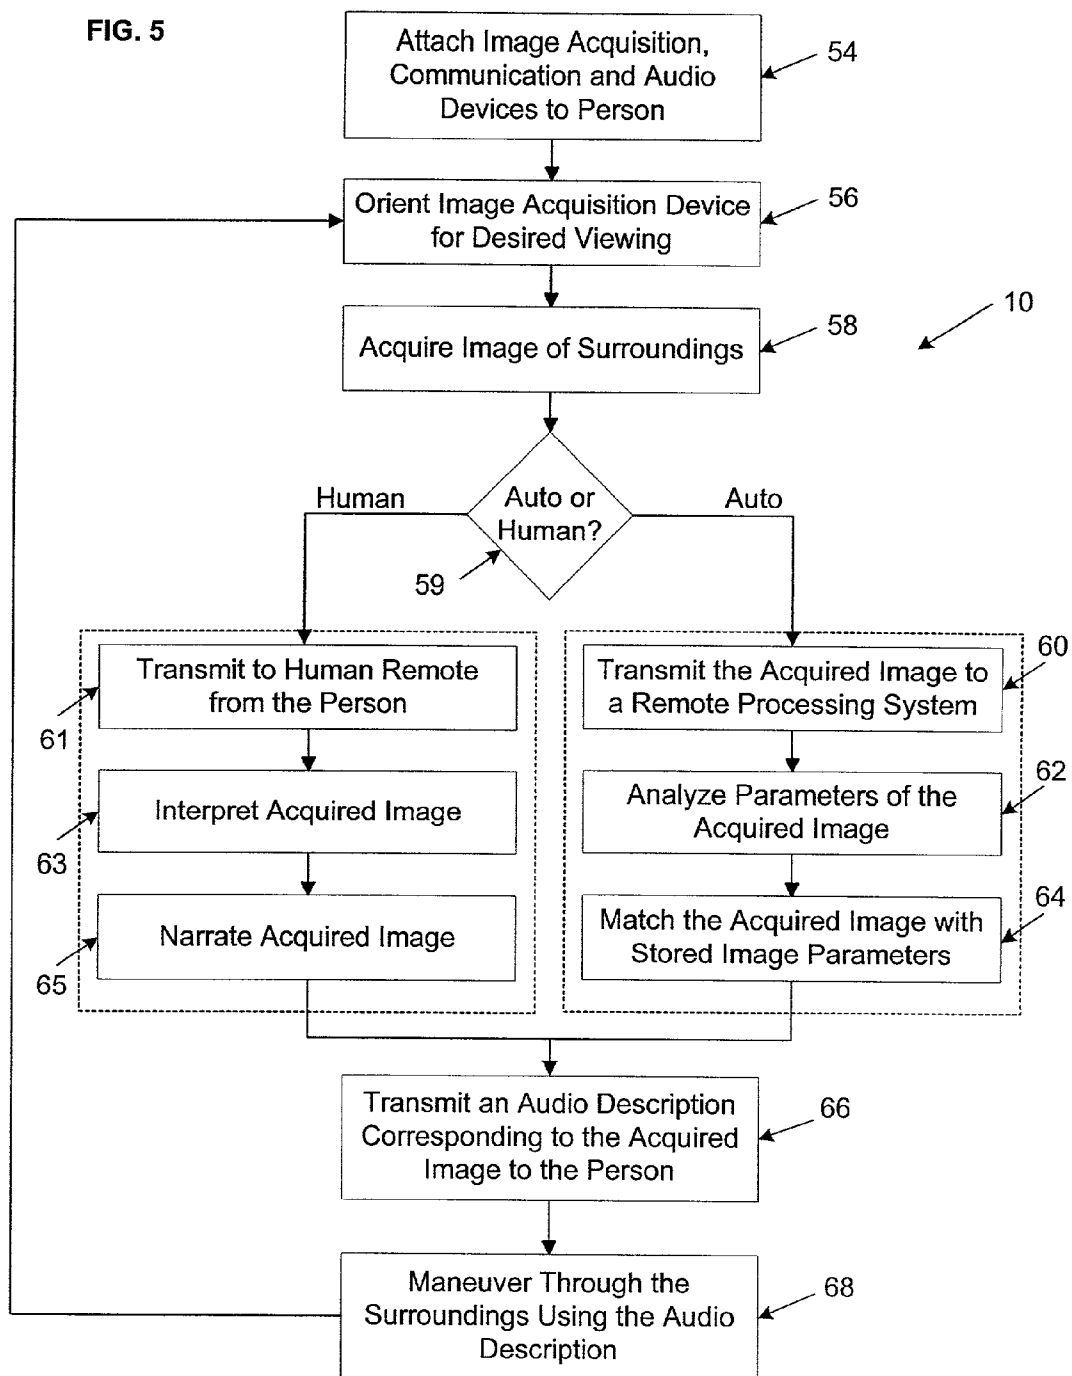 FIG. 5
Attach Image Acquisition,
Communication and Audio
Devices to Person
54
Orient Image Acquisition Device
for Desired Viewing
56
Acquire Image of Surroundings
58
10
Auto or
Human?
Human
Auto
59
Transmit to Human Remote
from the Person
61
Interpret Acquired Image
63
Narrate Acquired Image
65
Transmit the Acquired Image to
a Remote Processing System
60
Analyze Parameters of the
Acquired Image
62
Match the Acquired Image with
Stored Image Parameters
64
Transmit an Audio Description
Corresponding to the Acquired
Image to the Person
66
Maneuver Through the
Surroundings Using the Audio
Description
68